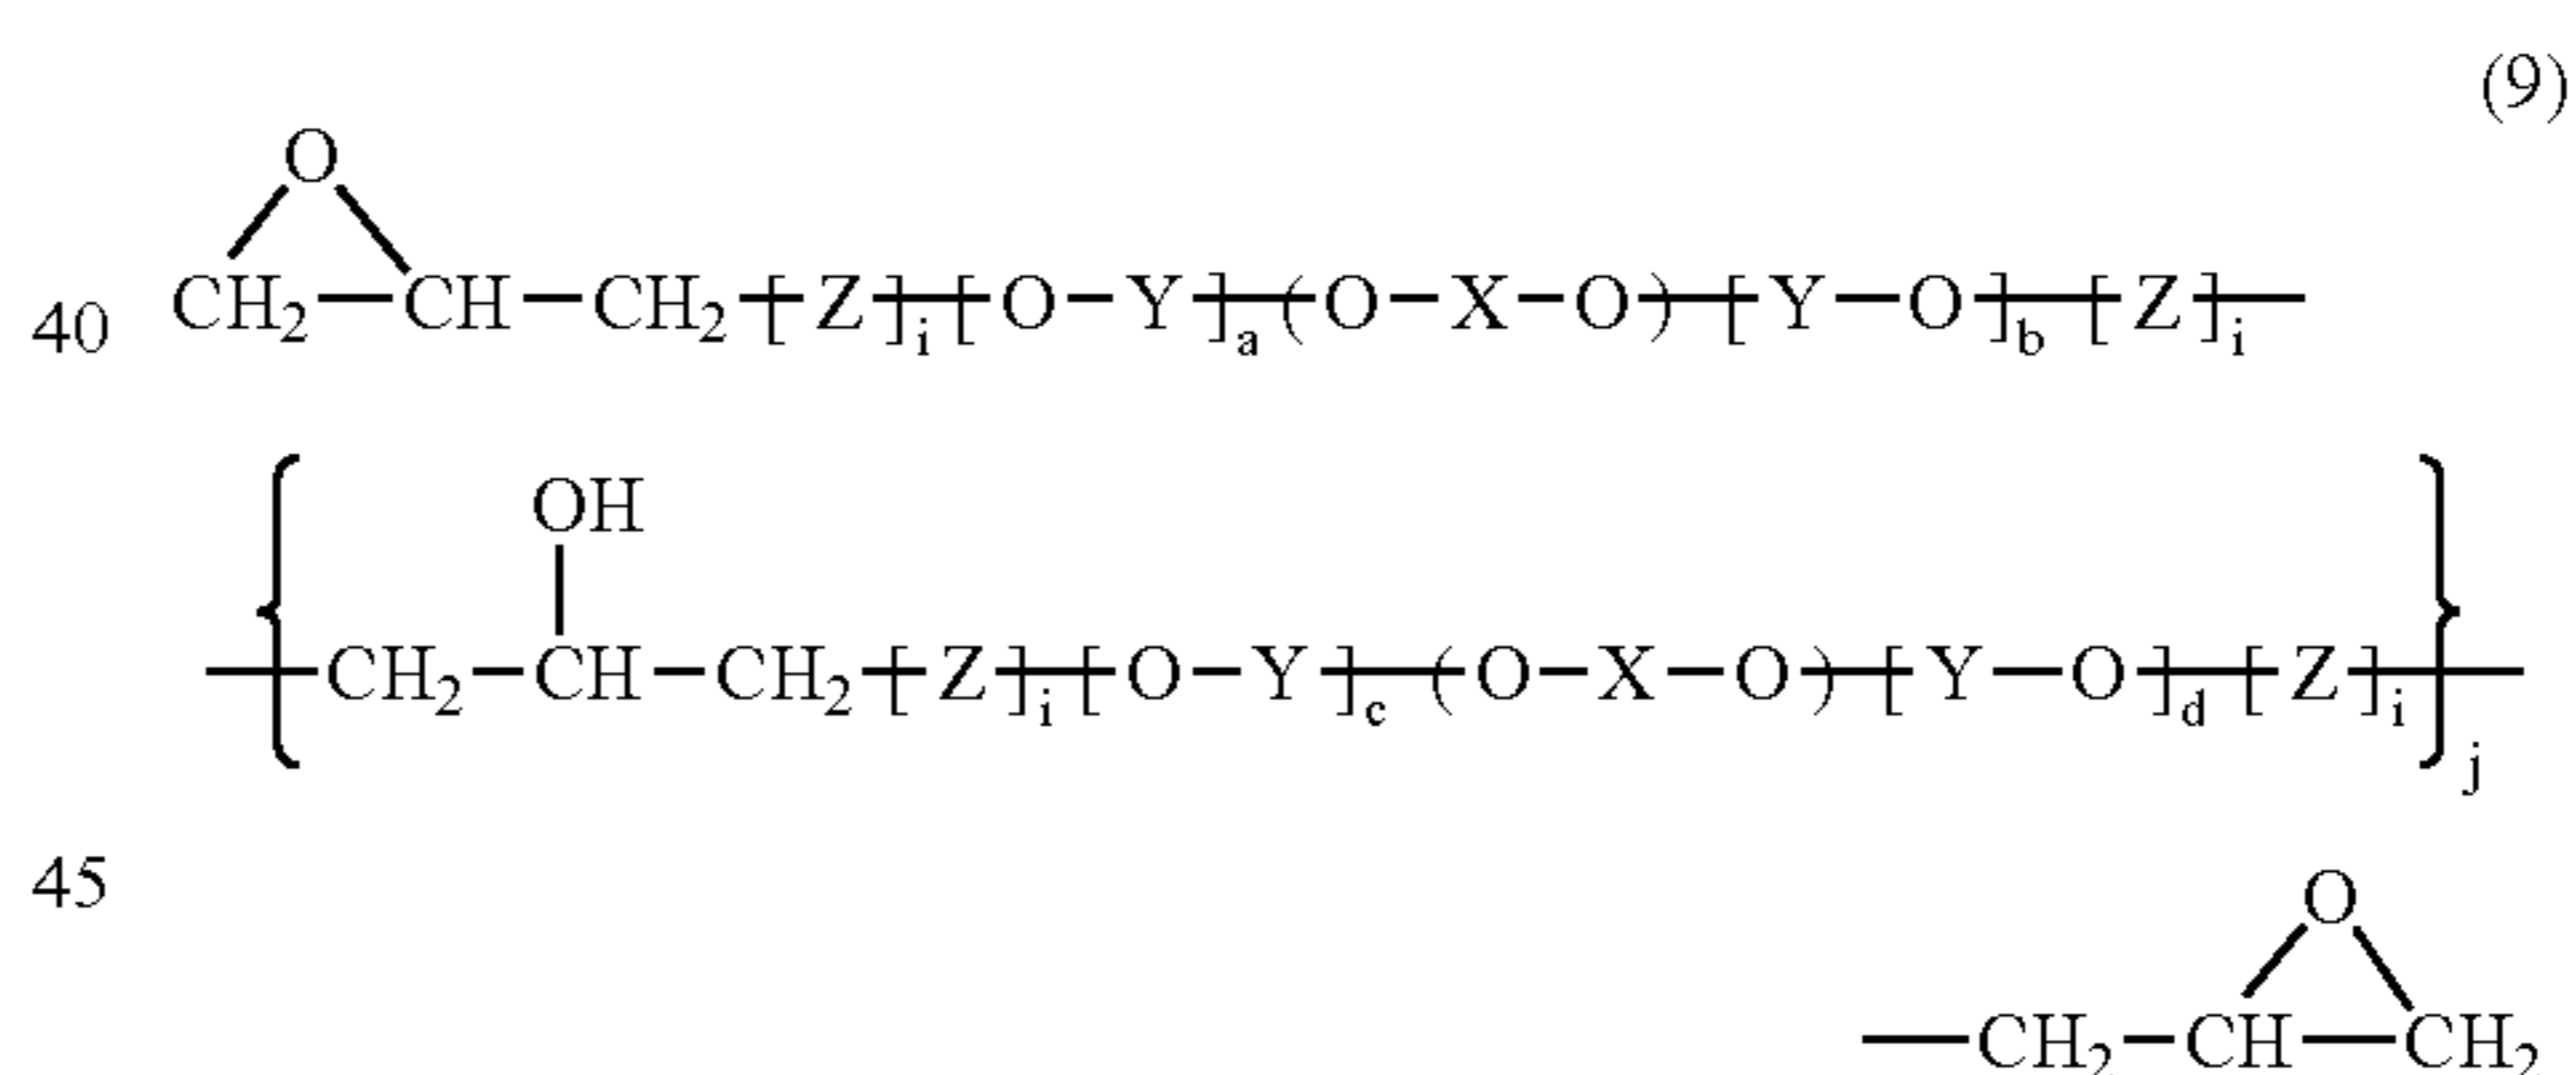 (9)
O
40 CH2—CH—CH2—[Z]i—[O—Y]a—(O—X—O)—[Y—O]b—[Z]i—
OH
—{CH2—CH—CH2—[Z]i—[O—Y]c—(O—X—O)—[Y—O]d—[Z]i}j—
45
O
—CH2—CH—CH2